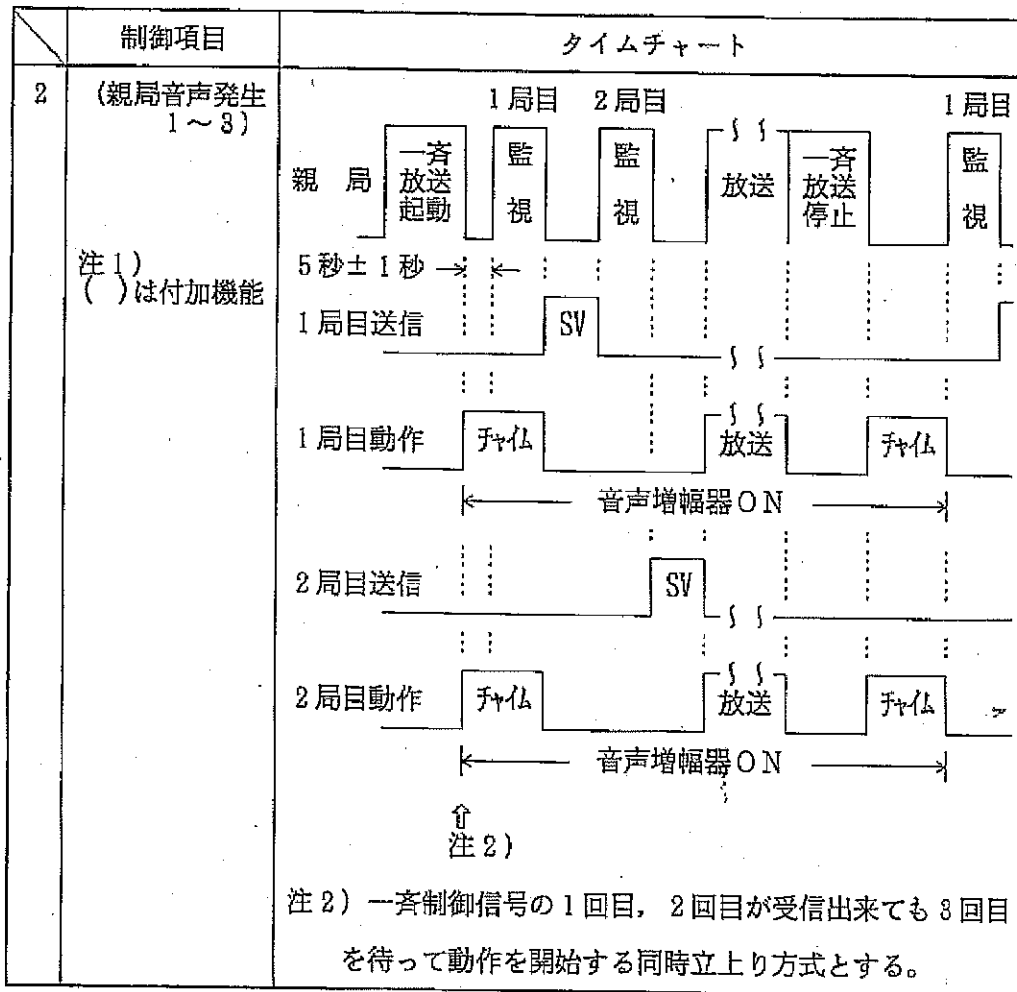 制御項目
タイムチャート
2
(親局音声発生
1～3)
注1)
( )は付加機能
1局目
2局目
1局目
親 局
一斉
放送
起動
監
視
監
視
放送
一斉
放送
停止
監
視
5秒±1秒
1局目送信
SV
1局目動作
チャイム
放送
チャイム
音声増幅器ON
2局目送信
SV
2局目動作
チャイム
放送
チャイム
音声増幅器ON
注2)
注2) 一斉制御信号の1回目，2回目が受信出来ても3回目
を待って動作を開始する同時立上り方式とする。